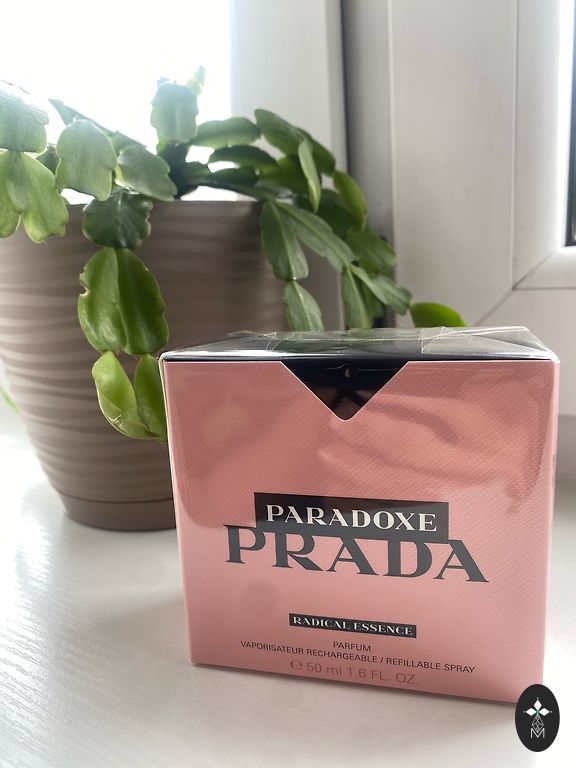 PARADOXE
PRADA
RADICAL ESSENCE
PARFUM
VAPORISATEUR RECHARGEABLE / REFILLABLE SPRAY
℮ 50 ml 1.6 FL. OZ.
M